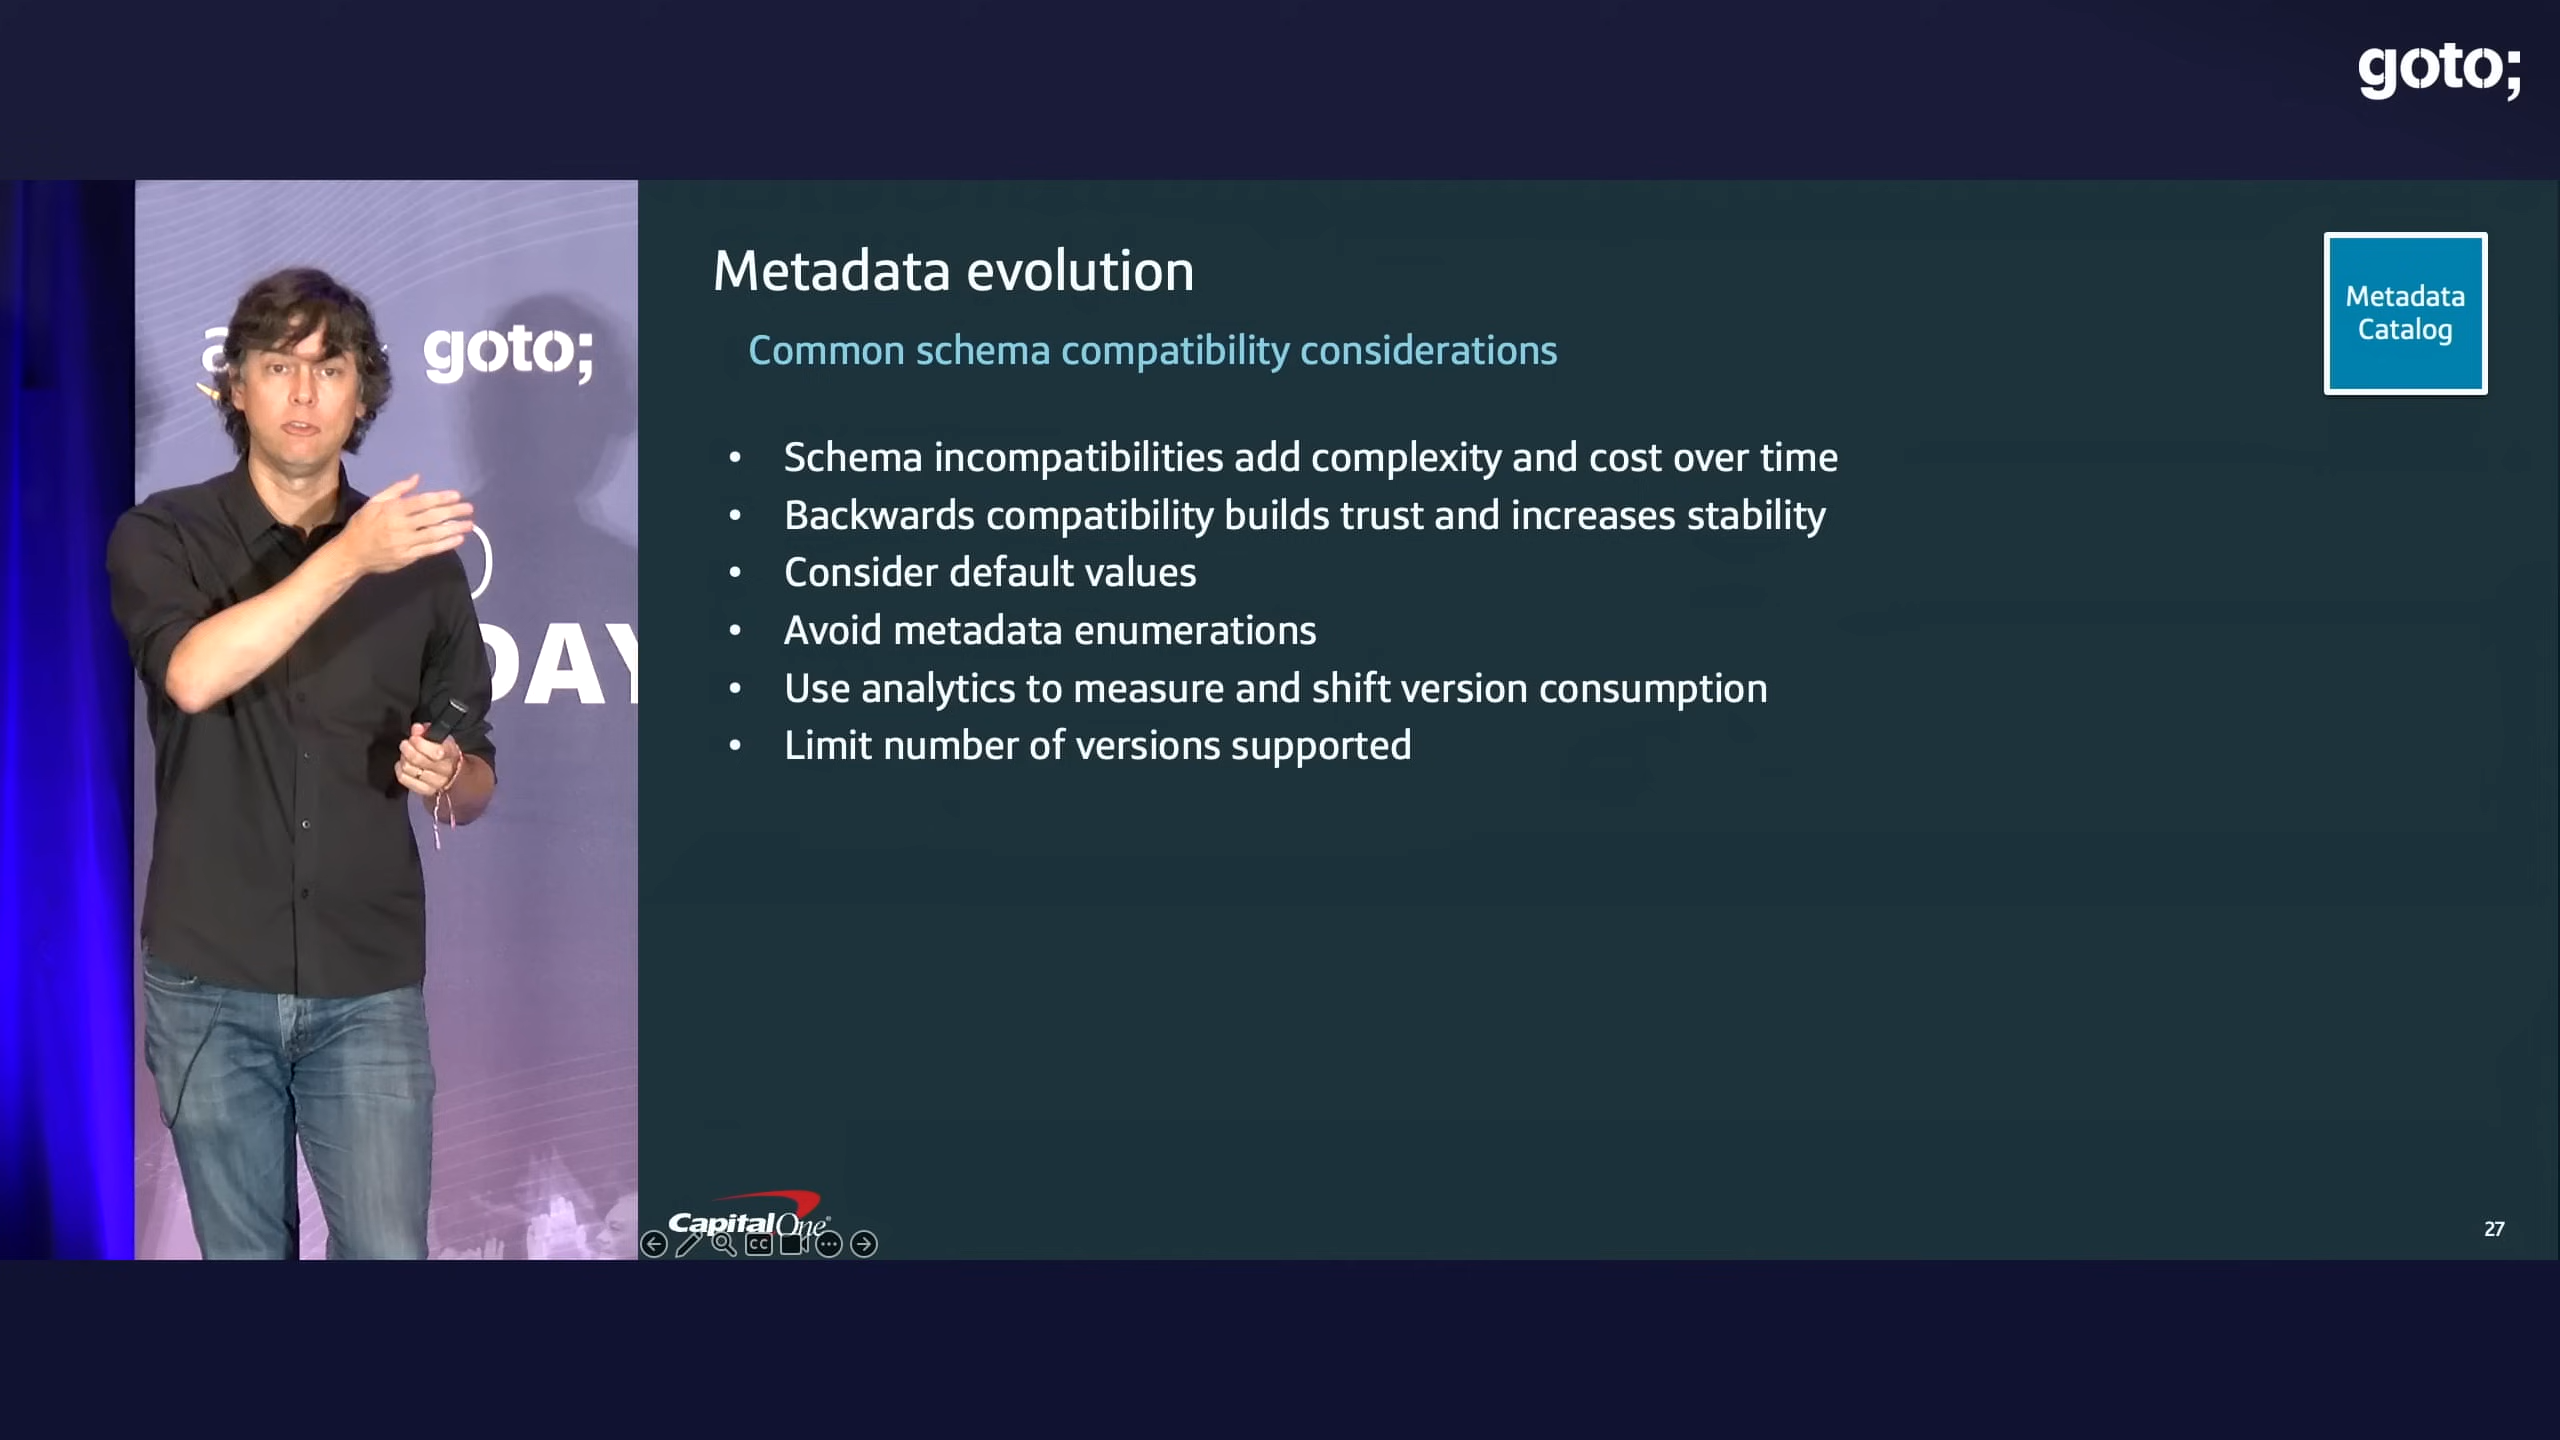 goto;
goto;
DAY
Metadata evolution
Metadata
Catalog
Common schema compatibility considerations
• Schema incompatibilities add complexity and cost over time
• Backwards compatibility builds trust and increases stability
• Consider default values
• Avoid metadata enumerations
• Use analytics to measure and shift version consumption
• Limit number of versions supported
CapitalOne
CC
27